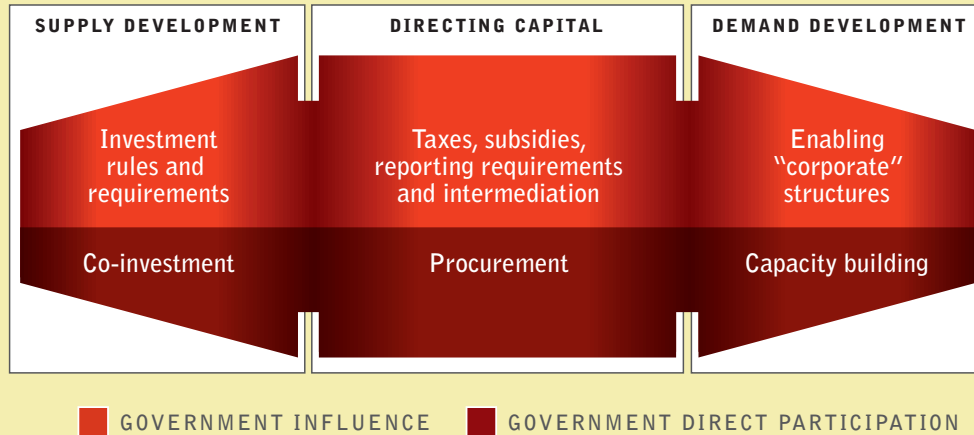 SUPPLY DEVELOPMENT
DIRECTING CAPITAL
DEMAND DEVELOPMENT
Investment
rules and
requirements
Taxes, subsidies,
reporting requirements
and intermediation
Enabling
“corporate”
structures
Co-investment
Procurement
Capacity building
GOVERNMENT INFLUENCE
GOVERNMENT DIRECT PARTICIPATION